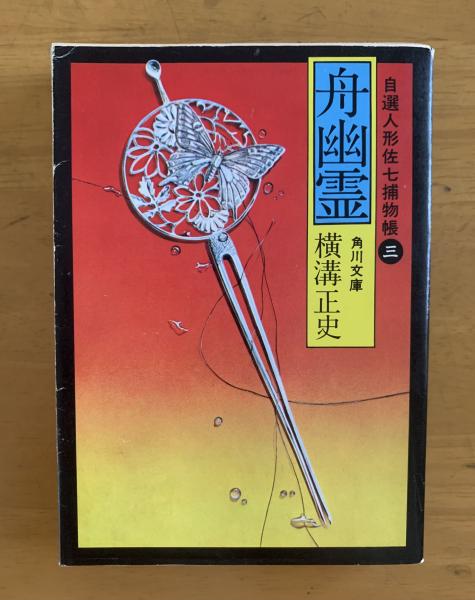 自選人形佐七捕物帳 三
舟幽霊
角川文庫
横溝正史